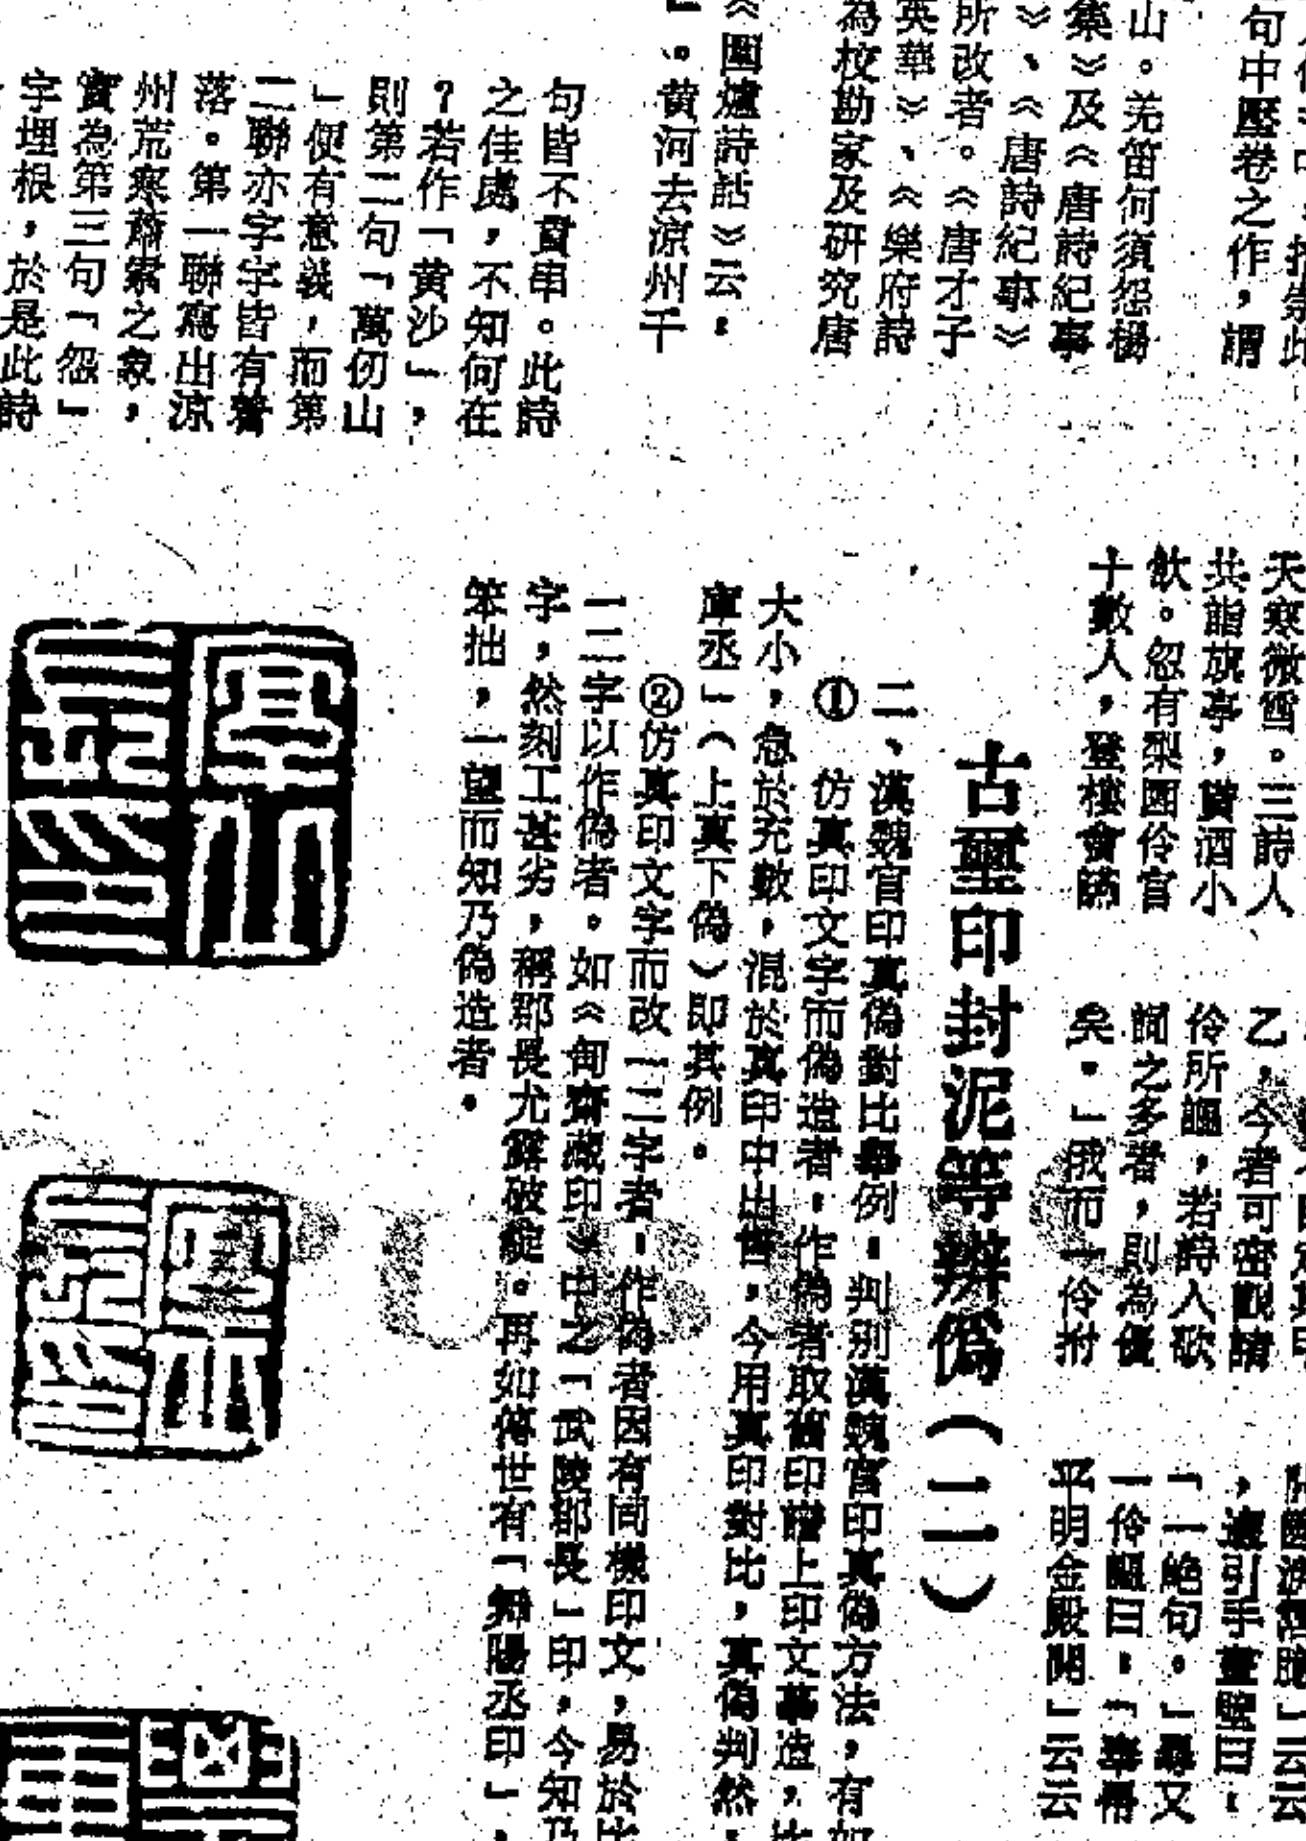 句中壓卷之作，謂
山。羌笛何須怨楊
集》及《唐詩紀事
》、《唐詩紀事》
所改者。《唐才子
英華》、《樂府詩
為校勘家及研究唐
《圍爐詩話》云：
」。黄河去涼州千
句皆不貫串。此詩
之佳處，不知何在
？若作「黄沙」，
則第二句「萬仞山
」便有意義，而第
二聯亦字字皆有着
落。第一聯寫出涼
州荒寒蕭索之象，
實為第三句「怨」
字埋根，於是此詩
天寒微雪。三詩人
共詣旗亭，貰酒小
飲。忽有梨園伶官
十數人，登樓會讌
乙，今者可密觀諸
伶所謳，若詩入歌
詞之多者，則為優
矣。」俄而一伶拊
，遽引手畫壁曰：
「一絶句。」尋又
一伶謳曰：「奉帚
平明金殿開」云云
古璽印封泥等辨僞（二）
二、漢魏官印真偽對比舉例。判别漢魏官印真偽方法，有如
① 仿真印文字而偽造者，作偽者取舊印譜上印文摹造，比
大小，急於充數，混於真印中出售，今用真印對比，真偽判然。
庫丞」（上真下偽）即其例。
②仿真印文字而改一二字者，作偽者因有同樣印文，易於比
一二字以作偽者。如《匋齋藏印》中之「武陵郡長」印，今知乃
字，然刻工甚劣，稱郡長尤露破綻。再如傳世有「舞陽丞印」，
笨拙，一望而知乃偽造者。